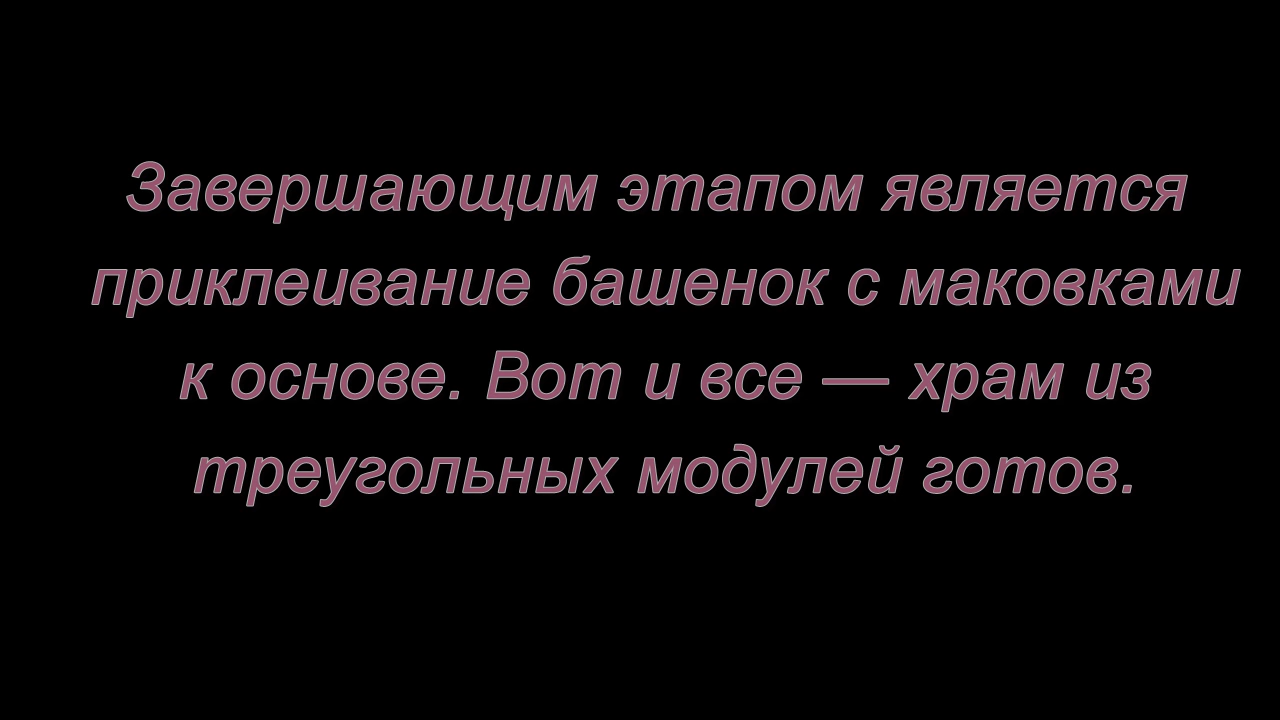 Завершающим этапом является
приклеивание башенок с маковками
к основе. Вот и все — храм из
треугольных модулей готов.